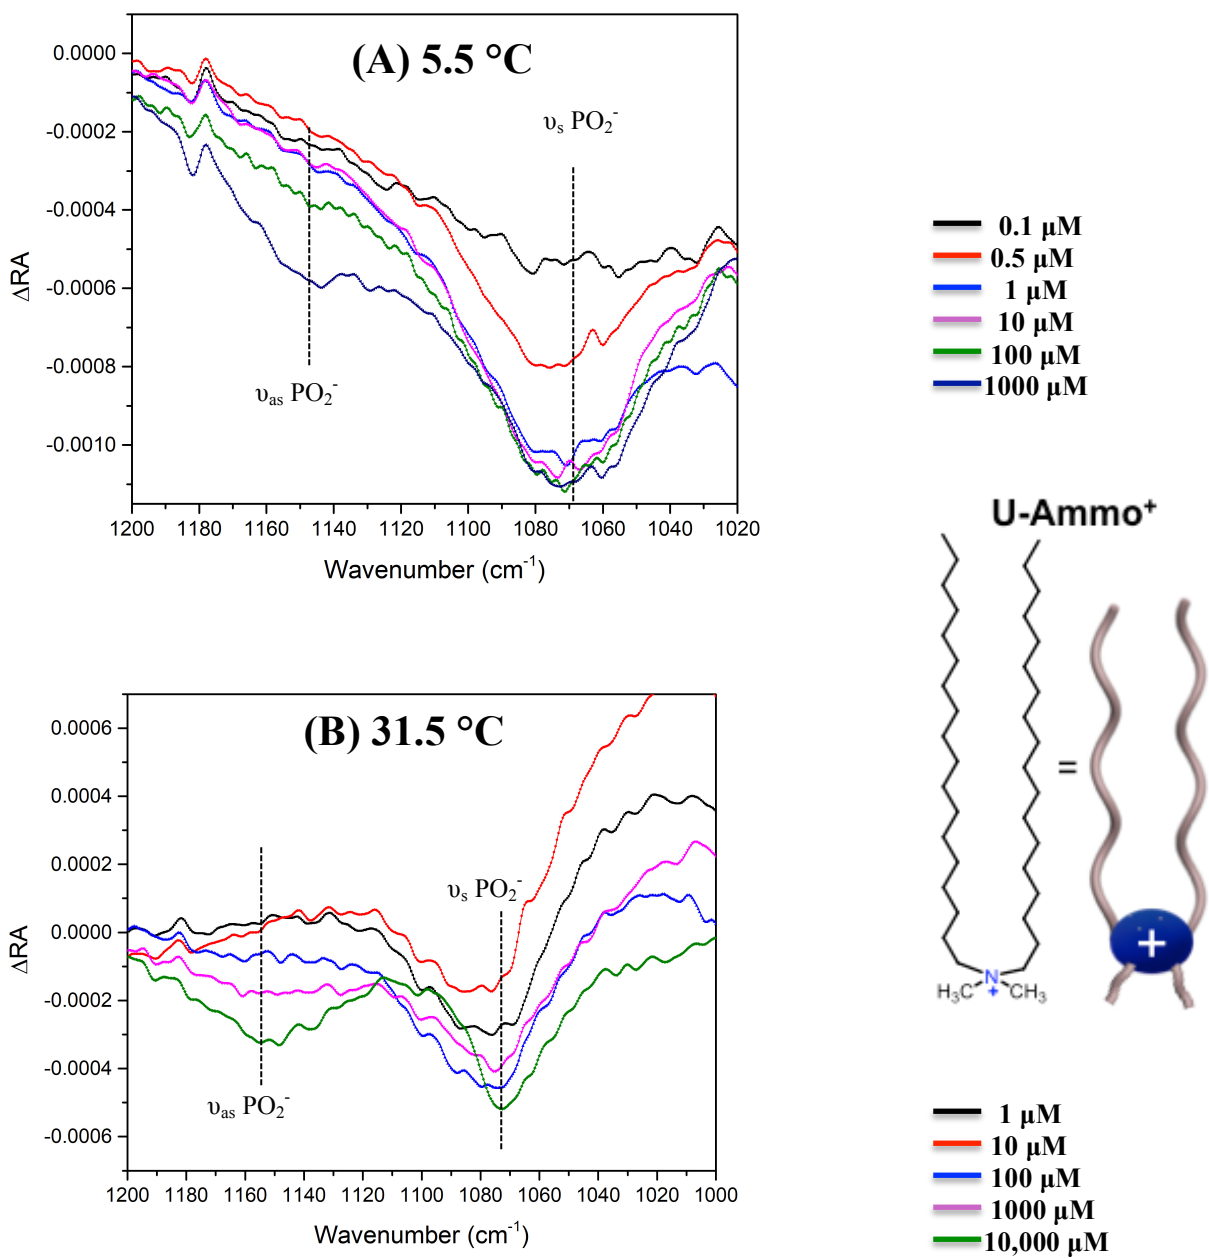 (A) 5.5 °C
0.0000
-0.0002
-0.0004
-0.0006
-0.0008
-0.0010
ΔRA
υs PO2-
υas PO2-
1200 1180 1160 1140 1120 1100 1080 1060 1040 1020
Wavenumber (cm-1)
0.1 µM
0.5 µM
1 µM
10 µM
100 µM
1000 µM
U-Ammo+
=
+
N
+
H3C
CH3
(B) 31.5 °C
0.0006
0.0004
0.0002
0.0000
-0.0002
-0.0004
-0.0006
ΔRA
υs PO2-
υas PO2-
1200 1180 1160 1140 1120 1100 1080 1060 1040 1020 1000
Wavenumber (cm-1)
1 µM
10 µM
100 µM
1000 µM
10,000 µM